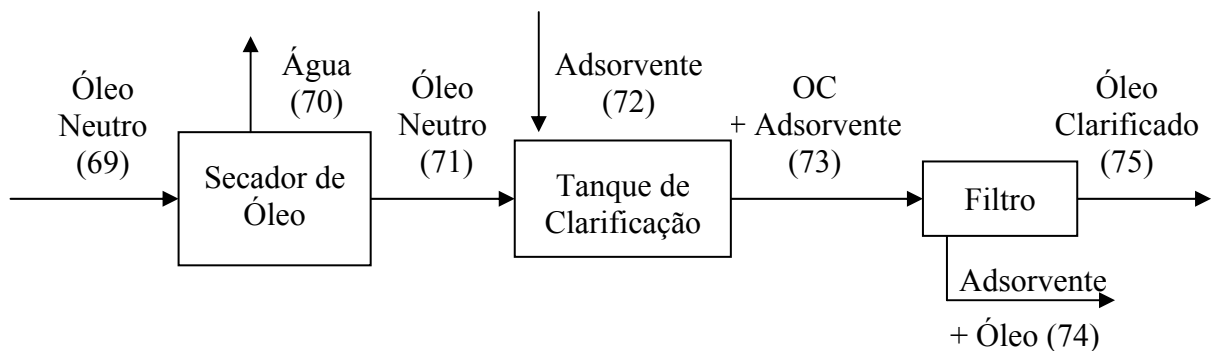 Óleo
Neutro
(69)
Água
(70)
Óleo
Neutro
(71)
Adsorvente
(72)
OC
+ Adsorvente
(73)
Óleo
Clarificado
(75)
Secador de
Óleo
Tanque de
Clarificação
Filtro
Adsorvente
+ Óleo (74)